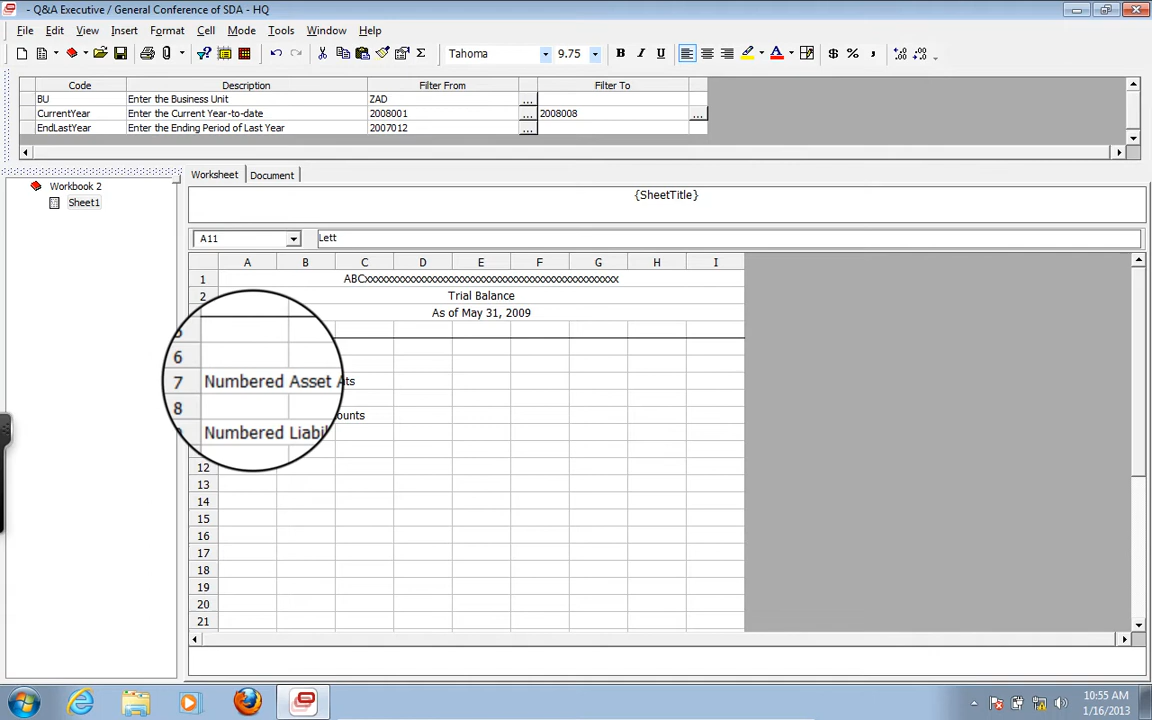 - Q&A Executive / General Conference of SDA - HQ
File Edit View Insert Format Cell Mode Tools Window Help
Tahoma 9.75 B I U A $ % ,
Code Description Filter From Filter To
BU Enter the Business Unit ZAD ...
CurrentYear Enter the Current Year-to-date 2008001 ... 2008008 ...
EndLastYear Enter the Ending Period of Last Year 2007012 ...
Workbook 2
Sheet1
Worksheet Document
{SheetTitle}
A11 Lett
A B C D E F G H I
1 ABCxxxxxxxxxxxxxxxxxxxxxxxxxxxxxxxxxxxxxxxxxxx
2 Trial Balance
As of May 31, 2009
5
6
7 Numbered Asset A ts
8 ounts
9 Numbered Liabil
12
13
14
15
16
17
18
19
20
21
10:55 AM
1/16/2013